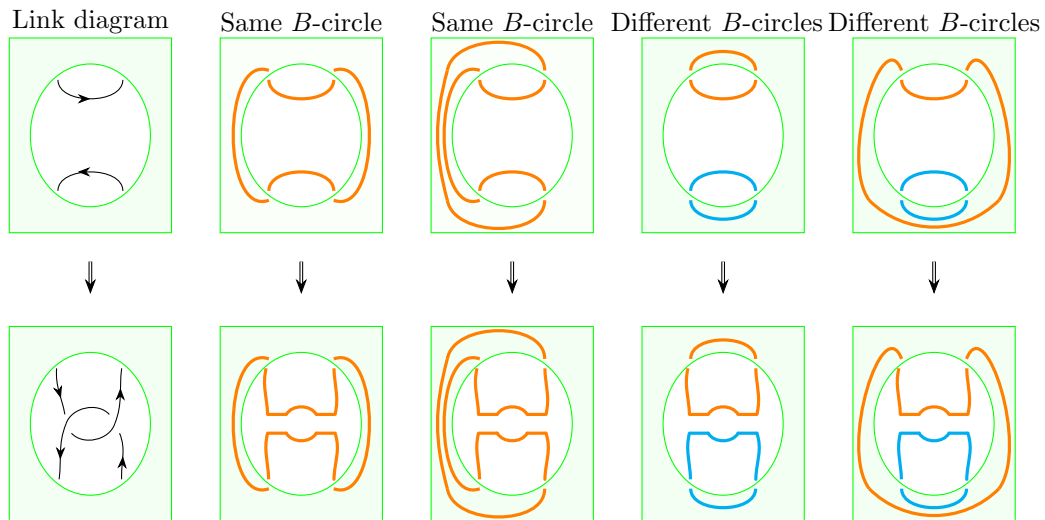 Link diagram
Same B-circle
Same B-circle
Different B-circles
Different B-circles